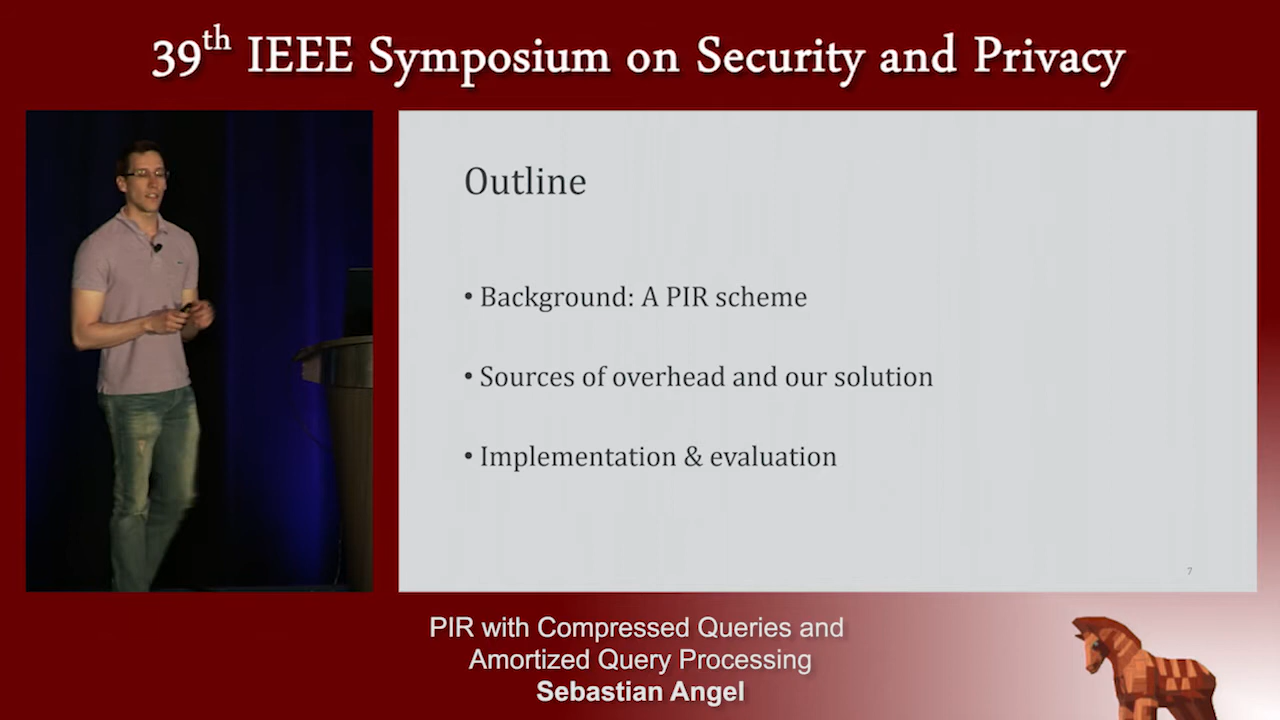 39th IEEE Symposium on Security and Privacy
Outline
• Background: A PIR scheme
• Sources of overhead and our solution
• Implementation & evaluation
7
PIR with Compressed Queries and
Amortized Query Processing
Sebastian Angel